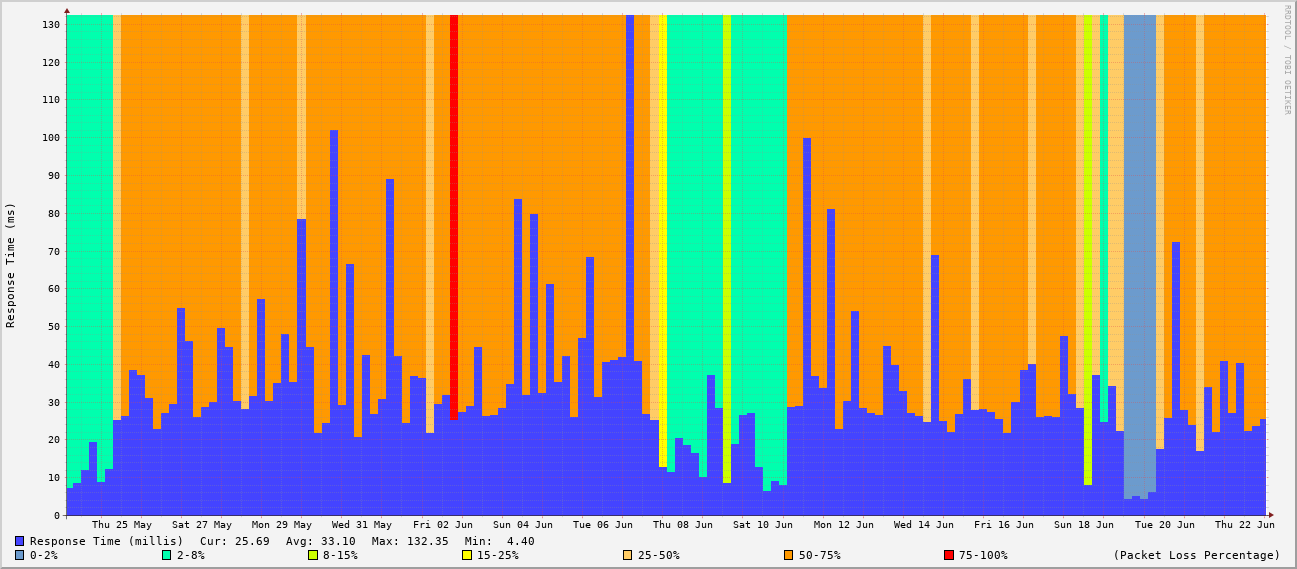 RRDTOOL / TOBI OETIKER
Response Time (ms)
130
120
110
100
90
80
70
60
50
40
30
20
10
0
Thu 25 May Sat 27 May Mon 29 May Wed 31 May Fri 02 Jun Sun 04 Jun Tue 06 Jun Thu 08 Jun Sat 10 Jun Mon 12 Jun Wed 14 Jun Fri 16 Jun Sun 18 Jun Tue 20 Jun Thu 22 Jun
Response Time (millis) Cur: 25.69 Avg: 33.10 Max: 132.35 Min: 4.40
0-2% 2-8% 8-15% 15-25% 25-50% 50-75% 75-100% (Packet Loss Percentage)